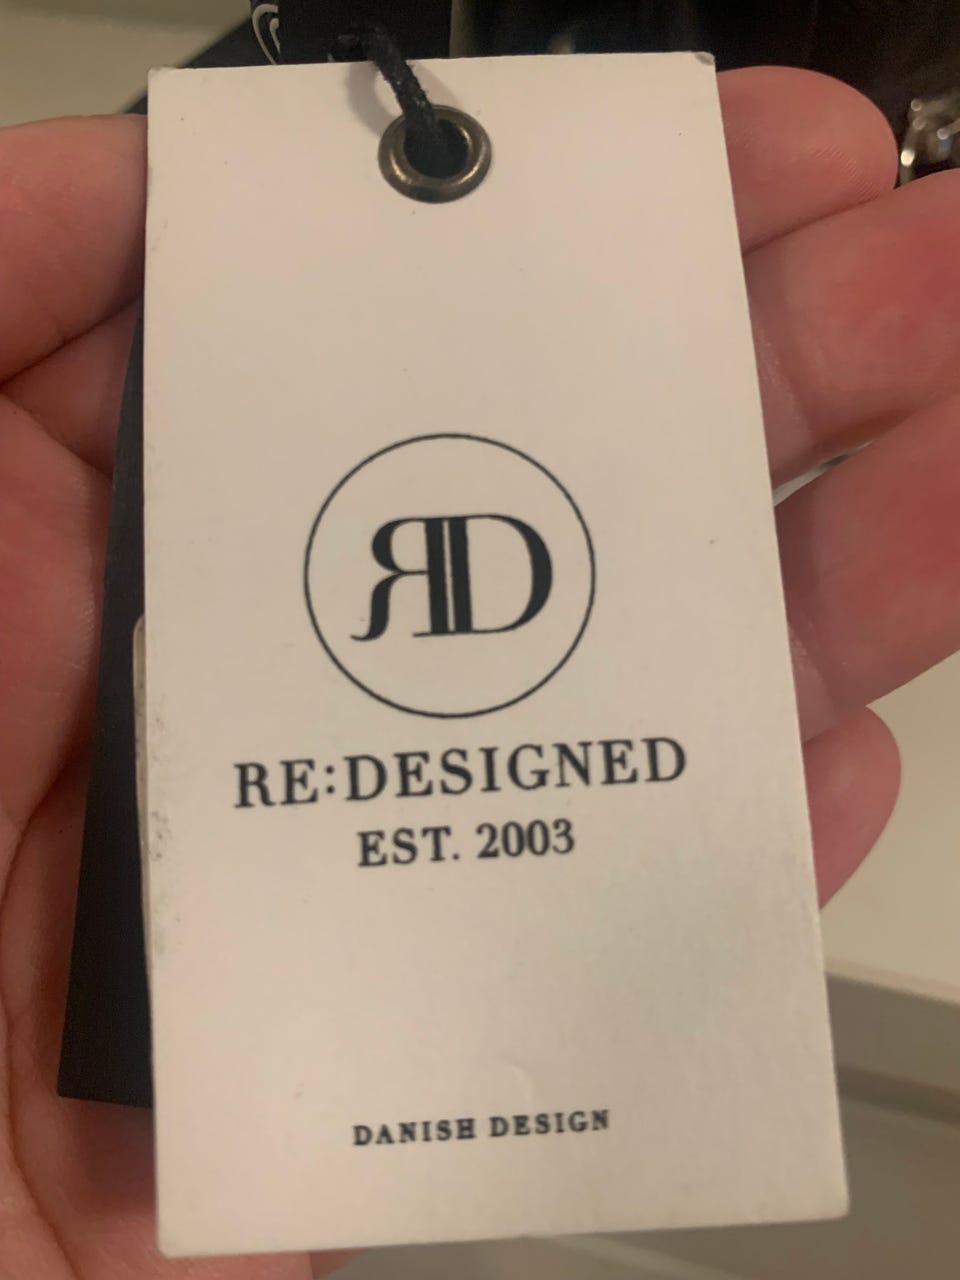 RD
RE:DESIGNED
EST. 2003
DANISH DESIGN